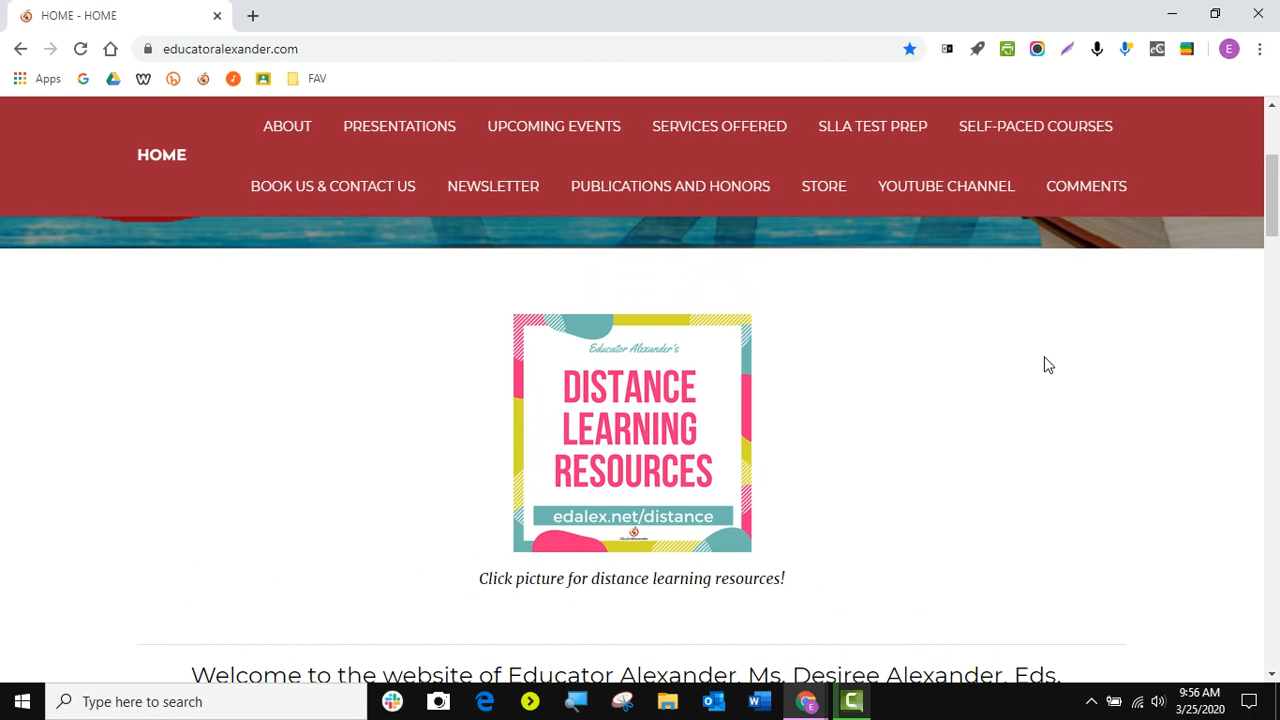 HOME - HOME
educatoralexander.com
E
Apps
FAV
ABOUT PRESENTATIONS UPCOMING EVENTS SERVICES OFFERED SLLA TEST PREP SELF-PACED COURSES
HOME
BOOK US & CONTACT US NEWSLETTER PUBLICATIONS AND HONORS STORE YOUTUBE CHANNEL COMMENTS
Educator Alexander's
DISTANCE
LEARNING
RESOURCES
edalex.net/distance
Click picture for distance learning resources!
Welcome to the website of Educator Alexander, Ms. Desiree Alexander, Eds.
Type here to search
9:56 AM
3/25/2020